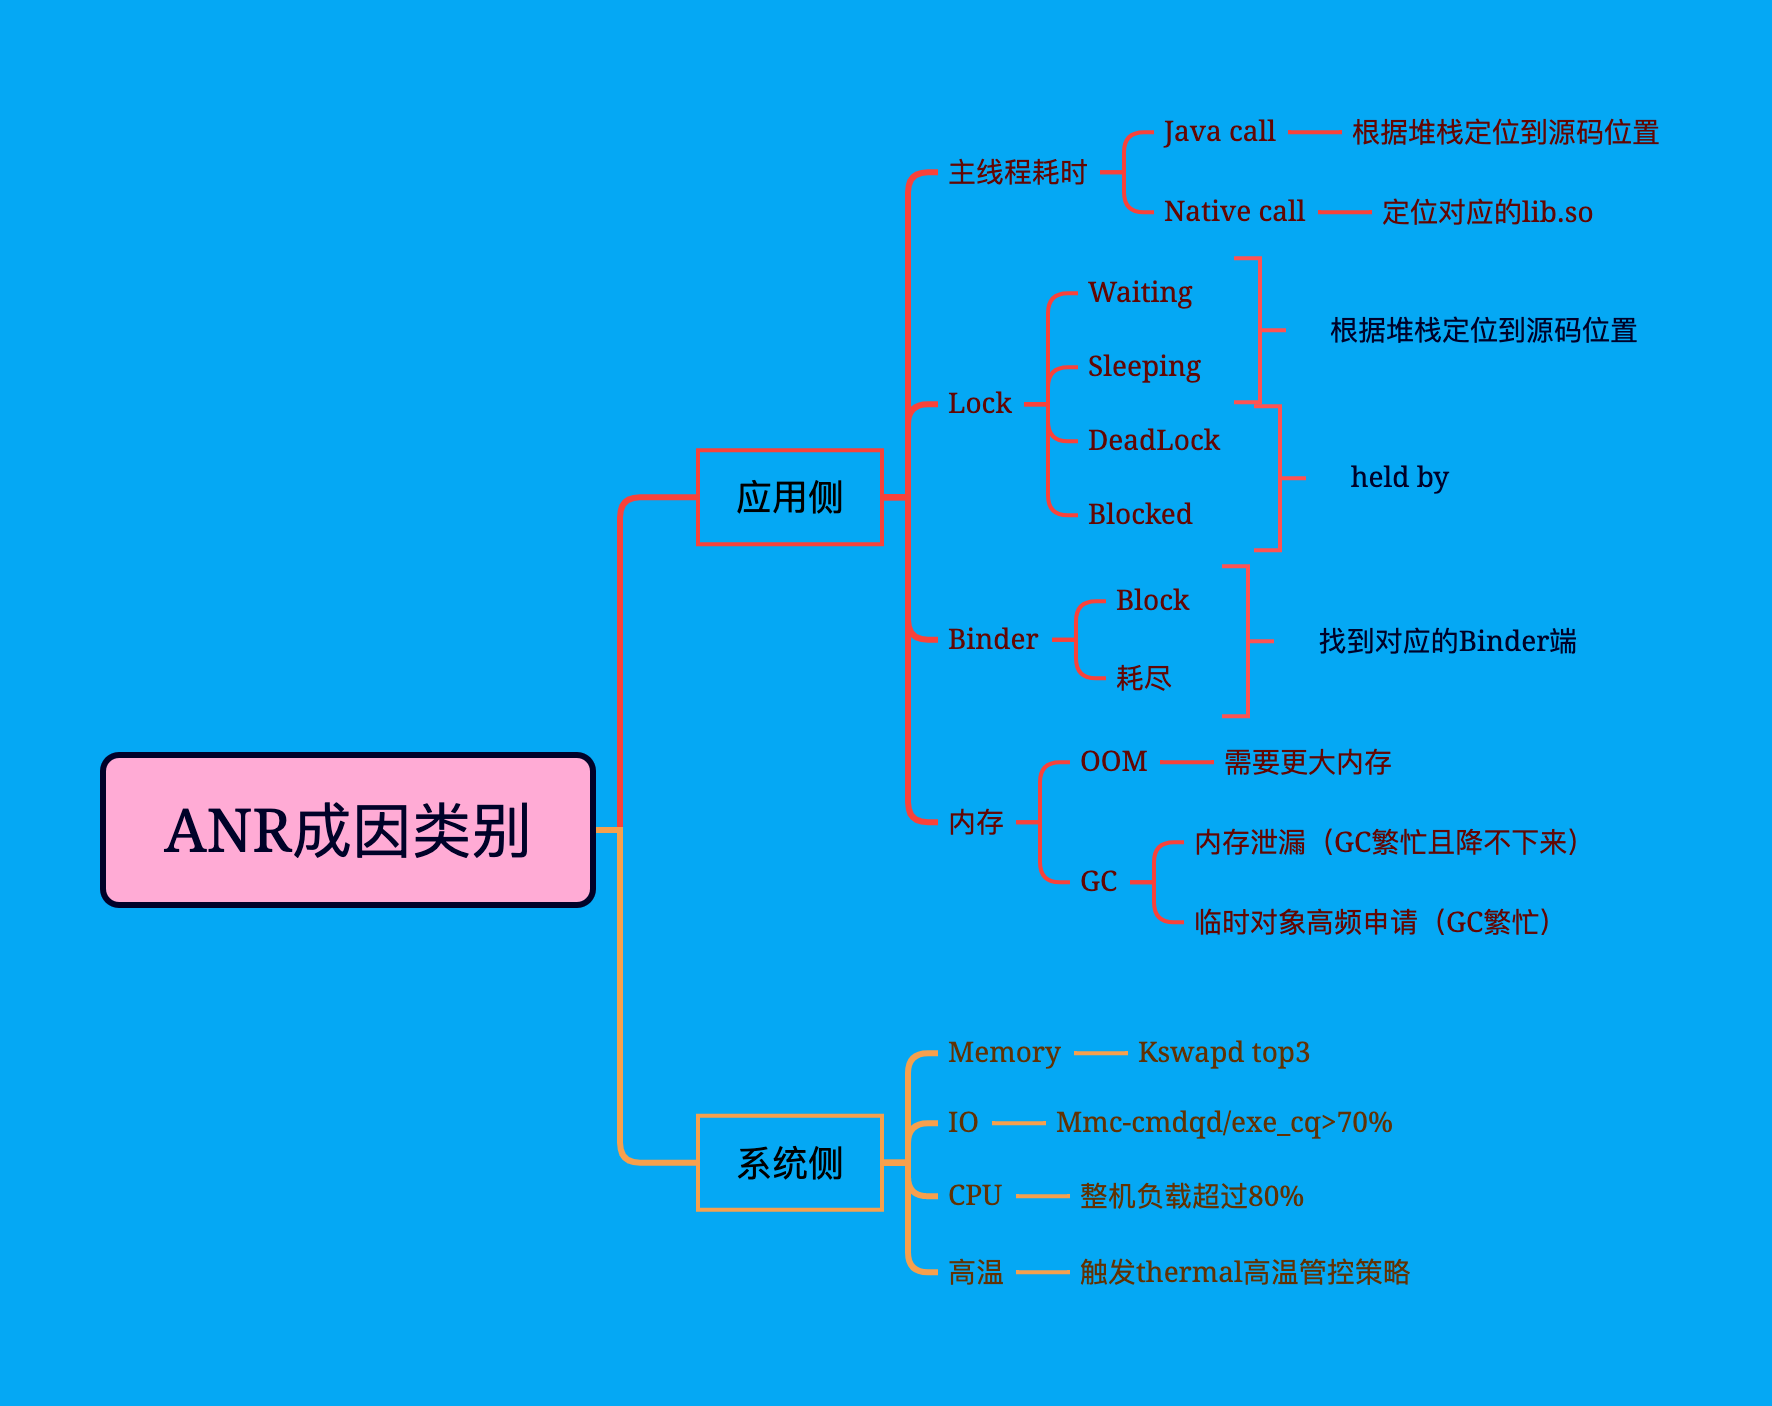 ANR成因类别
应用侧
主线程耗时
Java call
根据堆栈定位到源码位置
Native call
定位对应的lib.so
Lock
Waiting
Sleeping
根据堆栈定位到源码位置
DeadLock
Blocked
held by
Binder
Block
耗尽
找到对应的Binder端
内存
OOM
需要更大内存
GC
内存泄漏（GC繁忙且降不下来）
临时对象高频申请（GC繁忙）
系统侧
Memory
Kswapd top3
IO
Mmc-cmdqd/exe_cq>70%
CPU
整机负载超过80%
高温
触发thermal高温管控策略